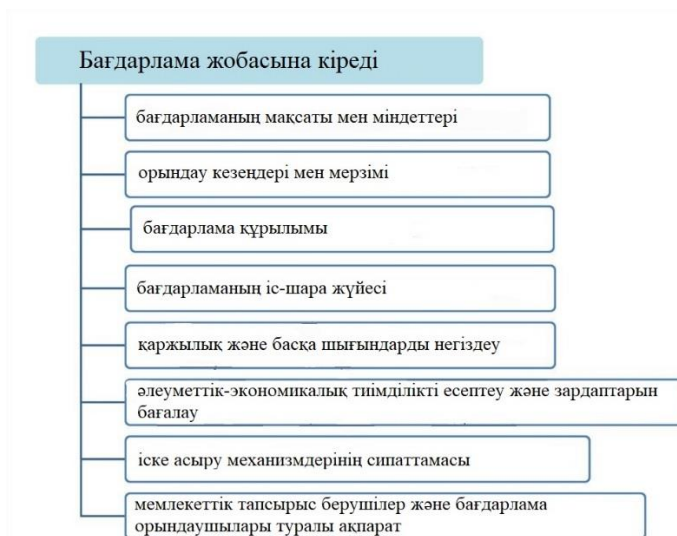 Бағдарлама жобасына кіреді
бағдарламаның мақсаты мен міндеттері
орындау кезеңдері мен мерзімі
бағдарлама құрылымы
бағдарламаның іс-шара жүйесі
қаржылық және басқа шығындарды негіздеу
әлеуметтік-экономикалық тиімділікті есептеу және зардаптарын
бағалау
іске асыру механизмдерінің сипаттамасы
мемлекеттік тапсырыс берушілер және бағдарлама
орындаушылары туралы ақпарат